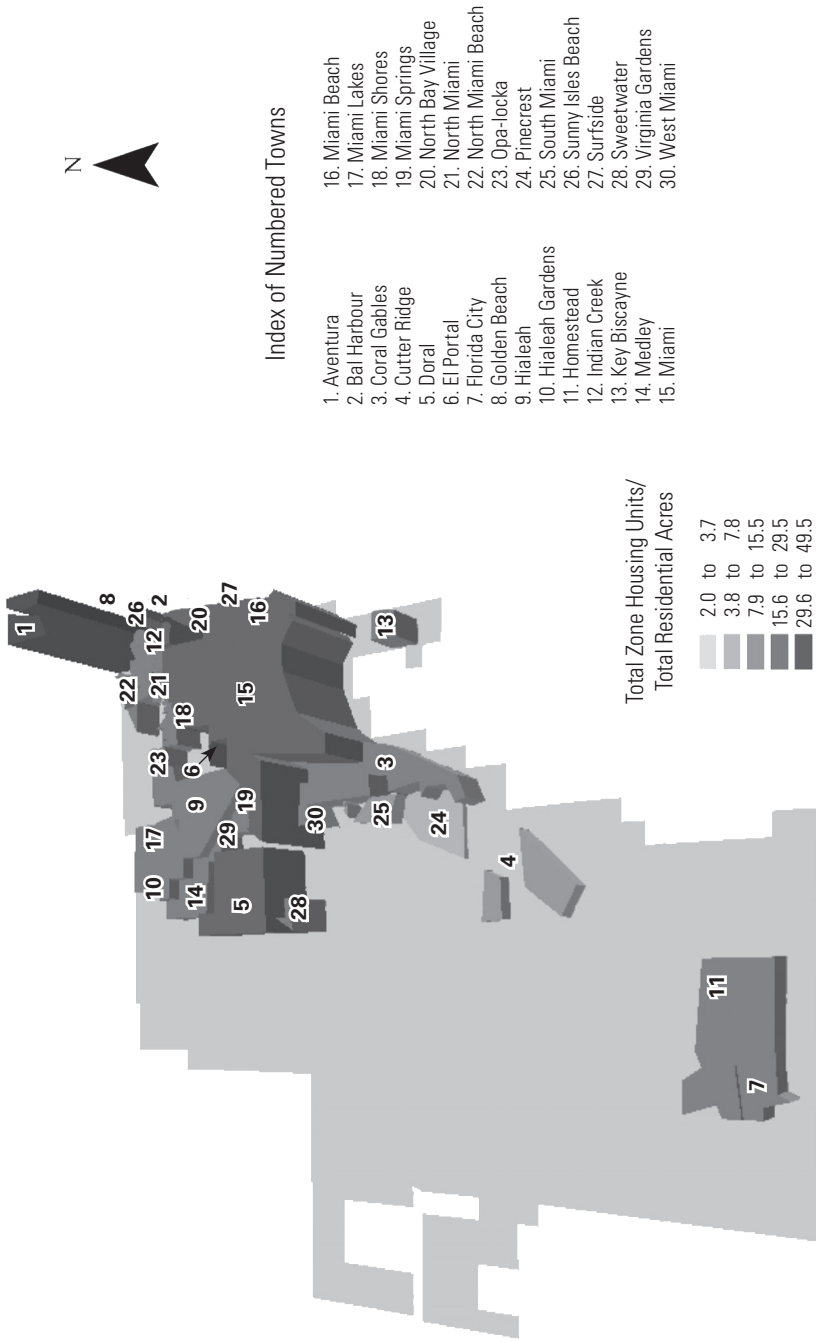 N
Index of Numbered Towns
1. Aventura
2. Bal Harbour
3. Coral Gables
4. Cutter Ridge
5. Doral
6. El Portal
7. Florida City
8. Golden Beach
9. Hialeah
10. Hialeah Gardens
11. Homestead
12. Indian Creek
13. Key Biscayne
14. Medley
15. Miami
16. Miami Beach
17. Miami Lakes
18. Miami Shores
19. Miami Springs
20. North Bay Village
21. North Miami
22. North Miami Beach
23. Opa-locka
24. Pinecrest
25. South Miami
26. Sunny Isles Beach
27. Surfside
28. Sweetwater
29. Virginia Gardens
30. West Miami
1
8
26
2
22
12
21
20
27
16
18
23
6
15
17
9
19
10
29
14
5
28
30
13
3
25
24
4
11
7
Total Zone Housing Units/
Total Residential Acres
2.0 to 3.7
3.8 to 7.8
7.9 to 15.5
15.6 to 29.5
29.6 to 49.5